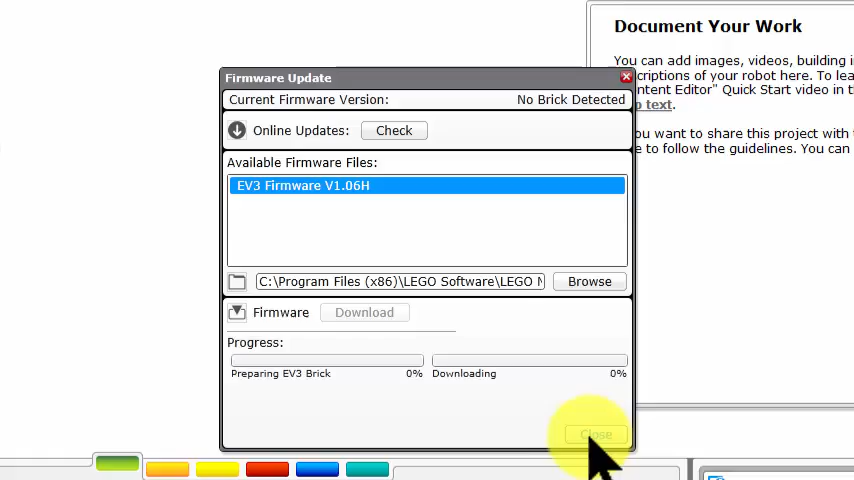 Document Your Work
You can add images, videos, building i
criptions of your robot here. To lea
ntent Editor" Quick Start video in th
p text.
ou want to share this project with t
e to follow the guidelines. You can
Firmware Update
Current Firmware Version: No Brick Detected
Online Updates: Check
Available Firmware Files:
EV3 Firmware V1.06H
C:\Program Files (x86)\LEGO Software\LEGO N Browse
Firmware Download
Progress:
Preparing EV3 Brick 0% Downloading 0%
Close